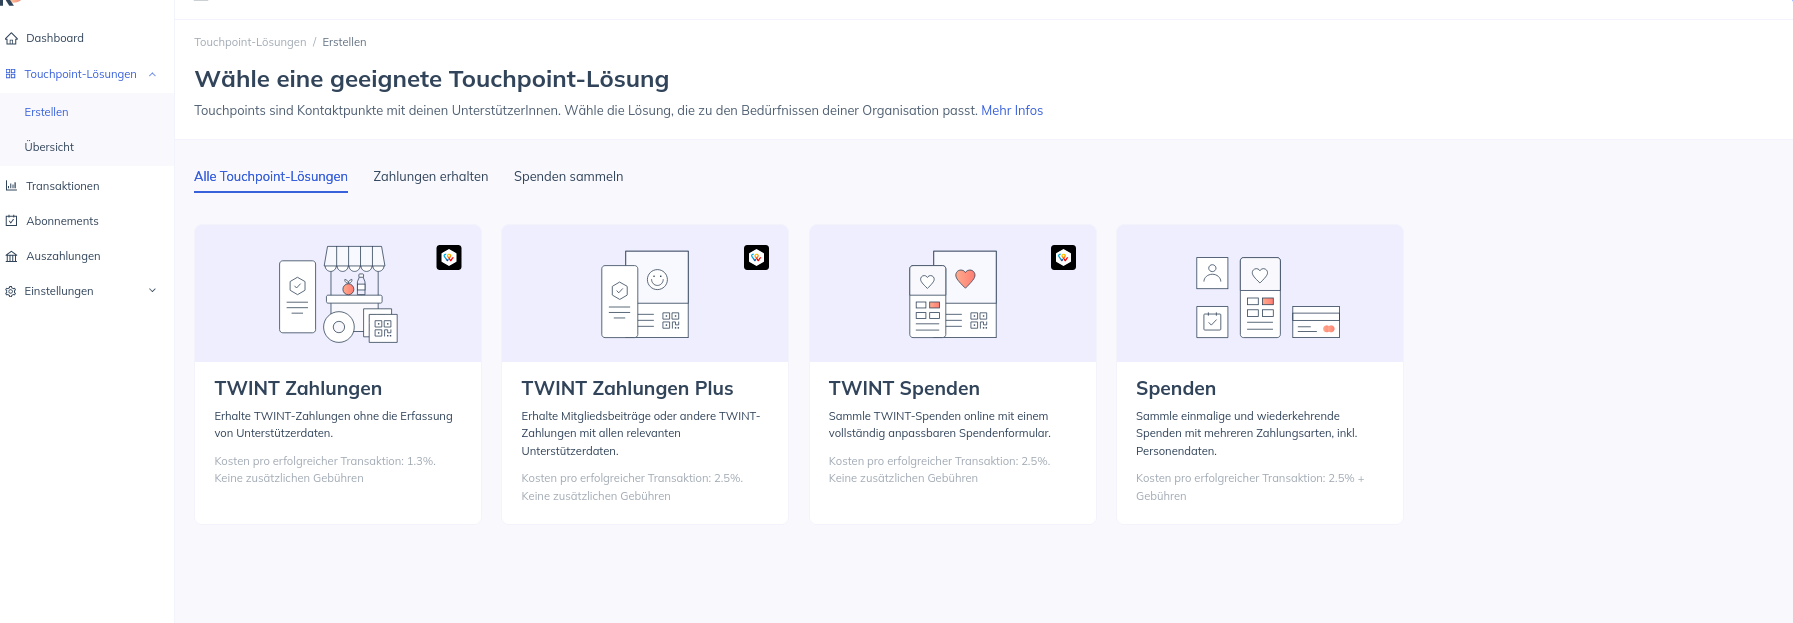 Dashboard
Touchpoint-Lösungen
Erstellen
Übersicht
Transaktionen
Abonnements
Auszahlungen
Einstellungen
Touchpoint-Lösungen / Erstellen
Wähle eine geeignete Touchpoint-Lösung
Touchpoints sind Kontaktpunkte mit deinen UnterstützerInnen. Wähle die Lösung, die zu den Bedürfnissen deiner Organisation passt. Mehr Infos
Alle Touchpoint-Lösungen Zahlungen erhalten Spenden sammeln
TWINT Zahlungen
Erhalte TWINT-Zahlungen ohne die Erfassung
von Unterstützerdaten.
Kosten pro erfolgreicher Transaktion: 1.3%.
Keine zusätzlichen Gebühren
TWINT Zahlungen Plus
Erhalte Mitgliedsbeiträge oder andere TWINT-
Zahlungen mit allen relevanten
Unterstützerdaten.
Kosten pro erfolgreicher Transaktion: 2.5%.
Keine zusätzlichen Gebühren
TWINT Spenden
Sammle TWINT-Spenden online mit einem
vollständig anpassbaren Spendenformular.
Kosten pro erfolgreicher Transaktion: 2.5%.
Keine zusätzlichen Gebühren
Spenden
Sammle einmalige und wiederkehrende
Spenden mit mehreren Zahlungsarten, inkl.
Personendaten.
Kosten pro erfolgreicher Transaktion: 2.5% +
Gebühren